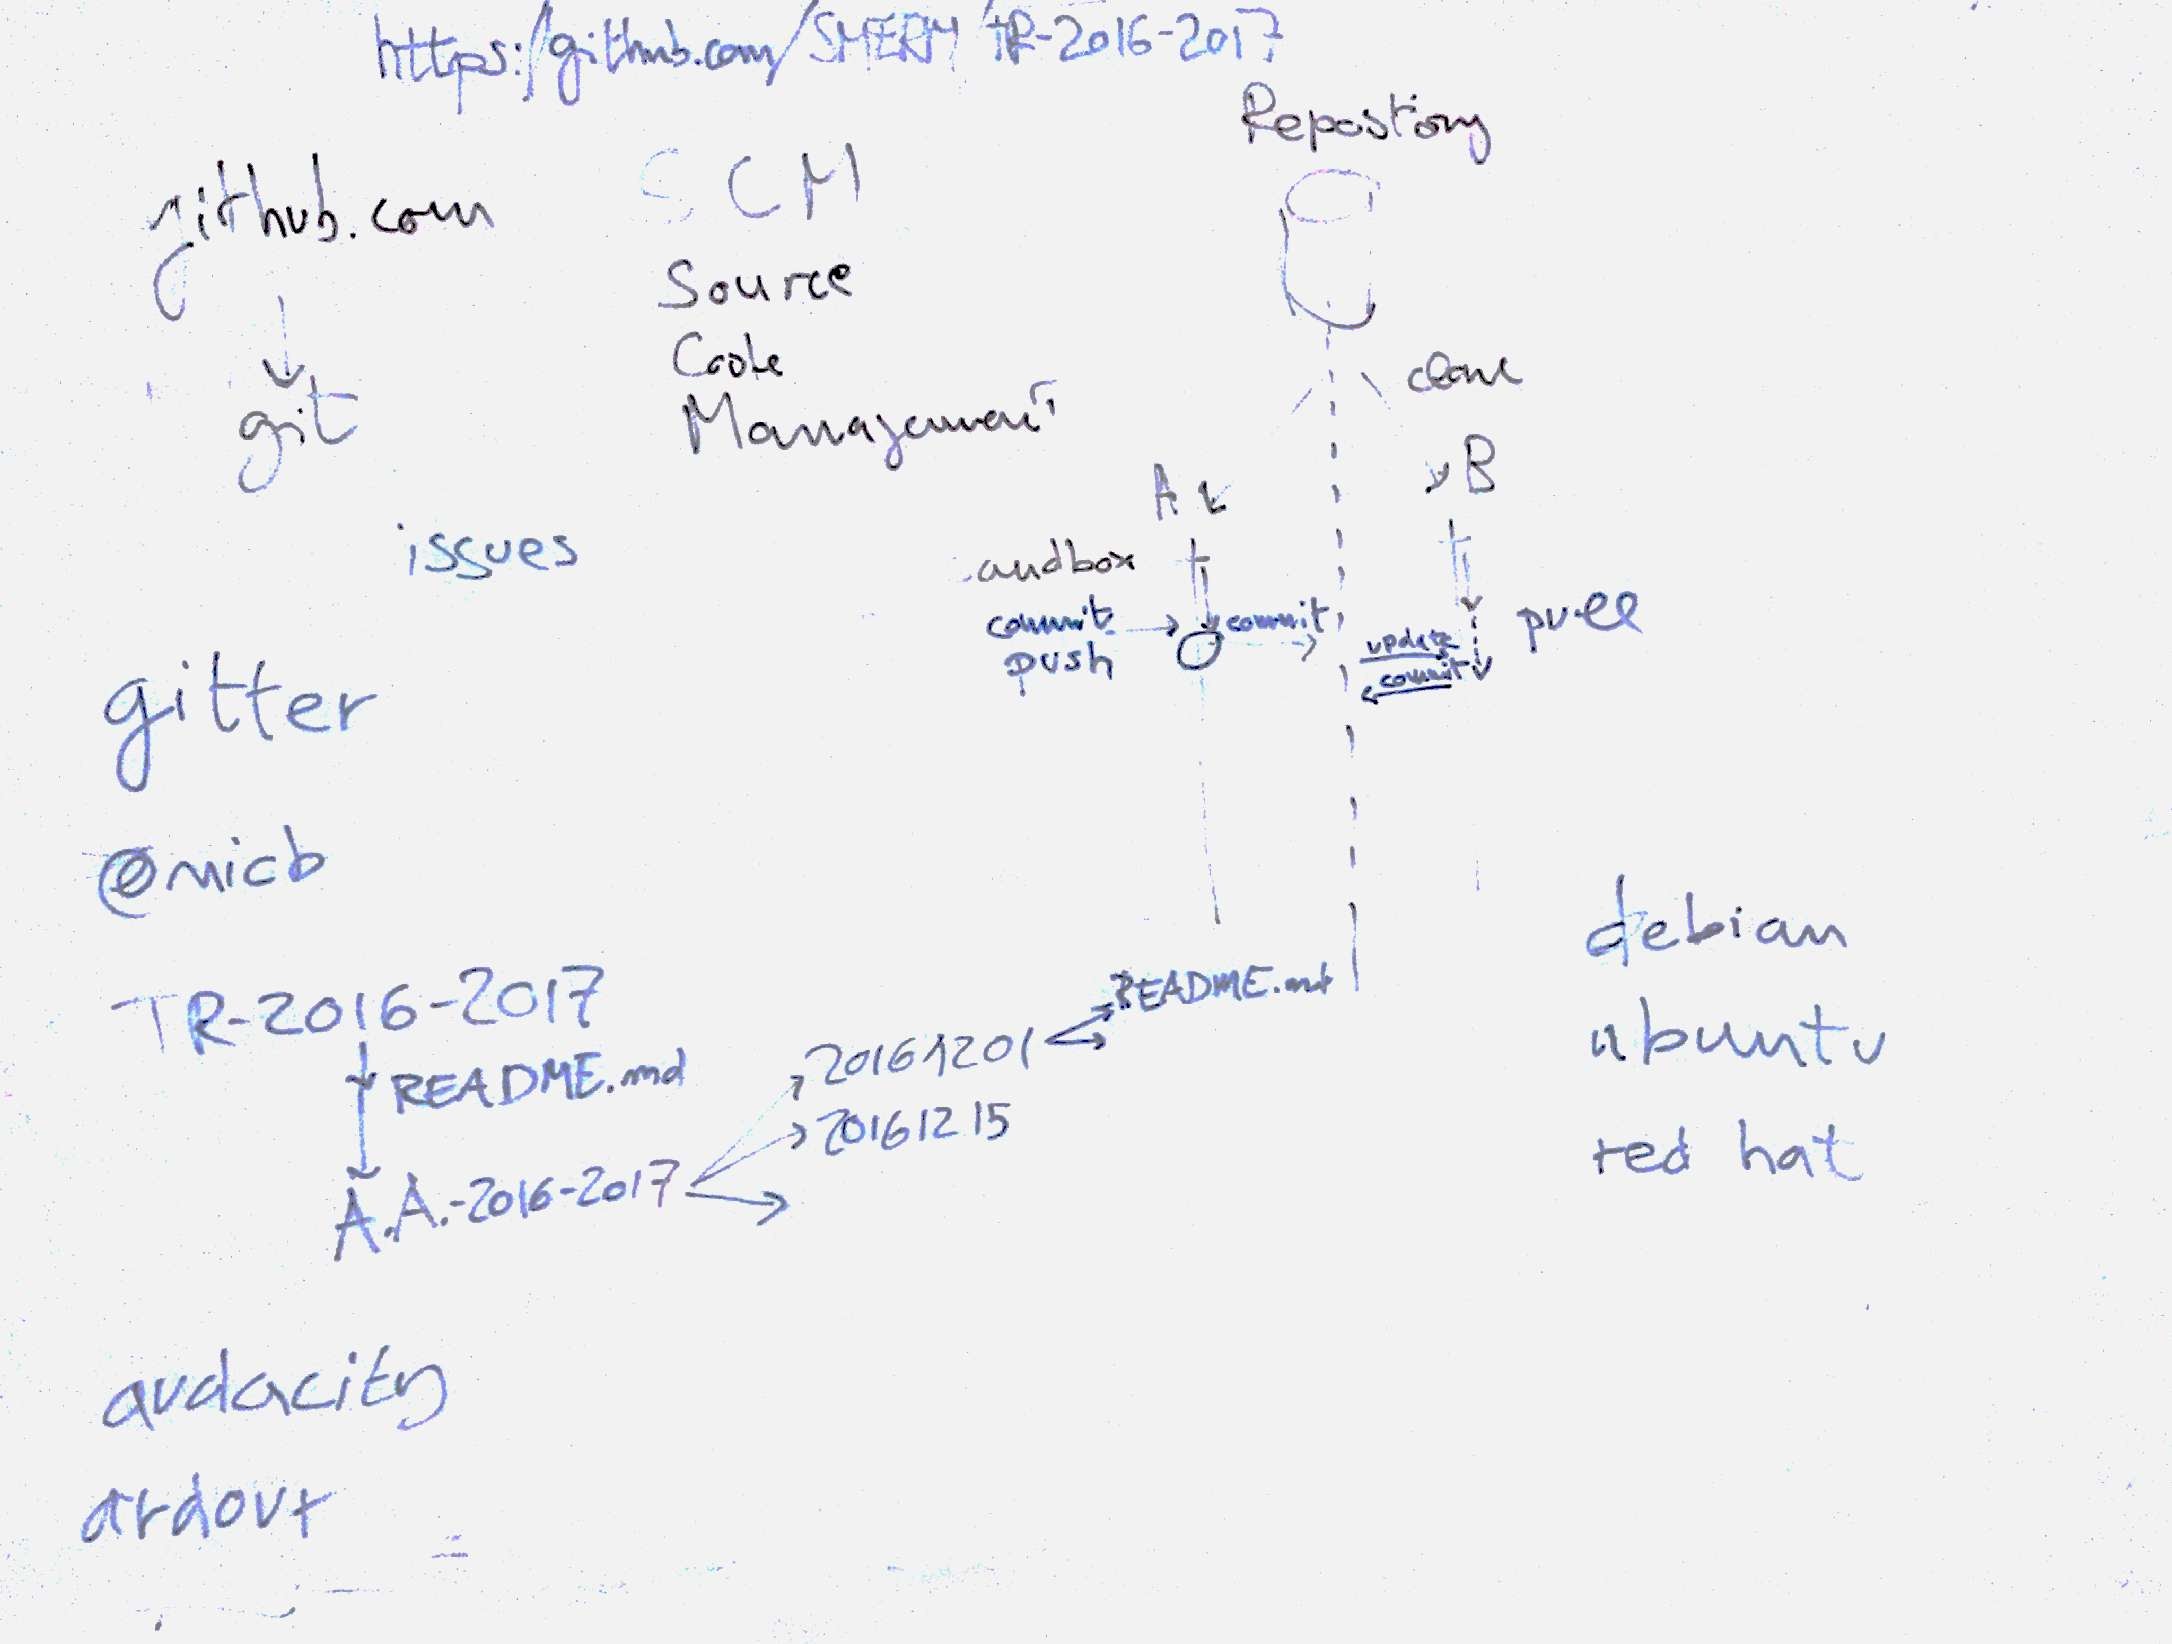 https:/github.com/SMERM/TR-2016-2017
Repository
github.com
SCM
Source
Code
Management
git
clone
A
B
issues
sandbox
commit
commit
push
update
commit
pull
gitter
@nicb
debian
ubuntu
red hat
TR-2016-2017
README.md
README.md
20161201
20161215
A.A.-2016-2017
audacity
ardour